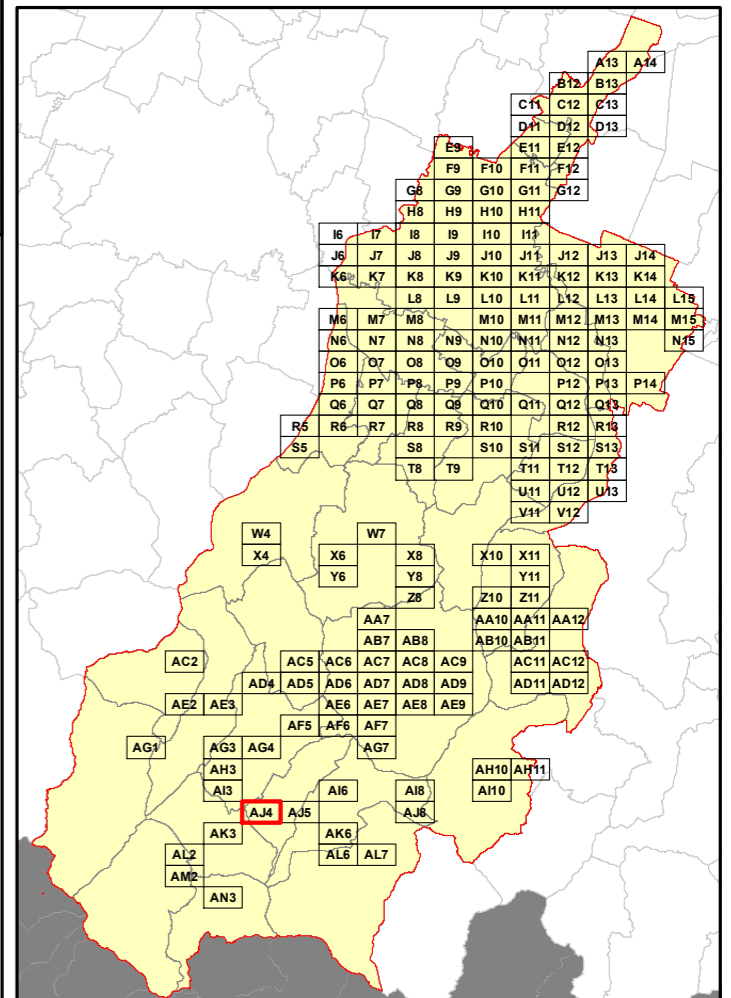 A13 A14
B12 B13
C11 C12 C13
D11 D12 D13
E9 E11 E12
F9 F10 F11 F12
G8 G9 G10 G11 G12
H8 H9 H10 H11
I6 I7 I8 I9 I10 I11
J6 J7 J8 J9 J10 J11 J12 J13 J14
K6 K7 K8 K9 K10 K11 K12 K13 K14
L8 L9 L10 L11 L12 L13 L14 L15
M6 M7 M8 M10 M11 M12 M13 M14 M15
N6 N7 N8 N9 N10 N11 N12 N13 N15
O6 O7 O8 O9 O10 O11 O12 O13
P6 P7 P8 P9 P10 P12 P13 P14
Q6 Q7 Q8 Q9 Q10 Q11 Q12 Q13
R5 R6 R7 R8 R9 R10 R12 R13
S5 S8 S10 S11 S12 S13
T8 T9 T11 T12 T13
U11 U12 U13
V11 V12
W4 W7
X4 X6 X8 X10 X11
Y6 Y8 Y11
Z8 Z10 Z11
AA7 AA10 AA11 AA12
AB7 AB8 AB10 AB11
AC2 AC5 AC6 AC7 AC8 AC9 AC11 AC12
AD4 AD5 AD6 AD7 AD8 AD9 AD11 AD12
AE2 AE3 AE6 AE7 AE8 AE9
AF5 AF6 AF7
AG1 AG3 AG4 AG7
AH3 AH10 AH11
AI3 AI6 AI8 AI10
AJ4 AJ5 AJ8
AK3 AK6
AL2 AL6 AL7
AM2
AN3